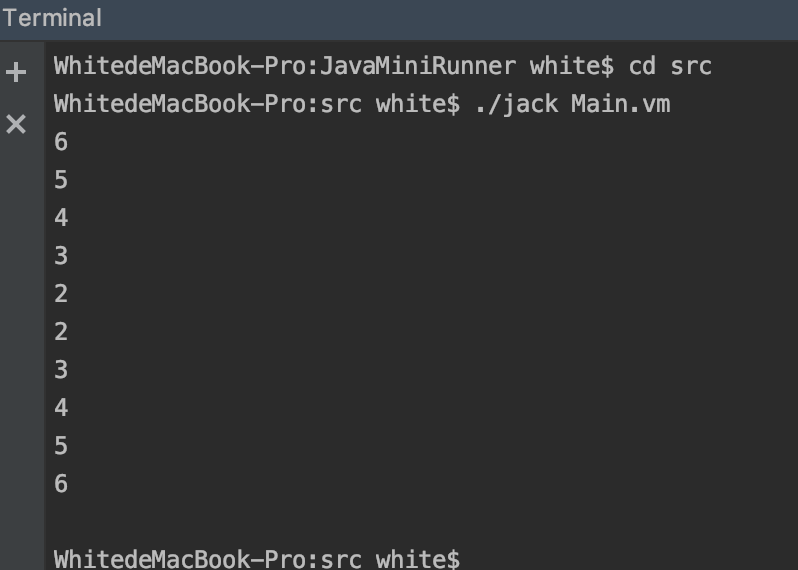 Terminal
WhitedeMacBook-Pro:JavaMiniRunner white$ cd src
WhitedeMacBook-Pro:src white$ ./jack Main.vm
6
5
4
3
2
2
3
4
5
6
WhitedeMacBook-Pro:src white$